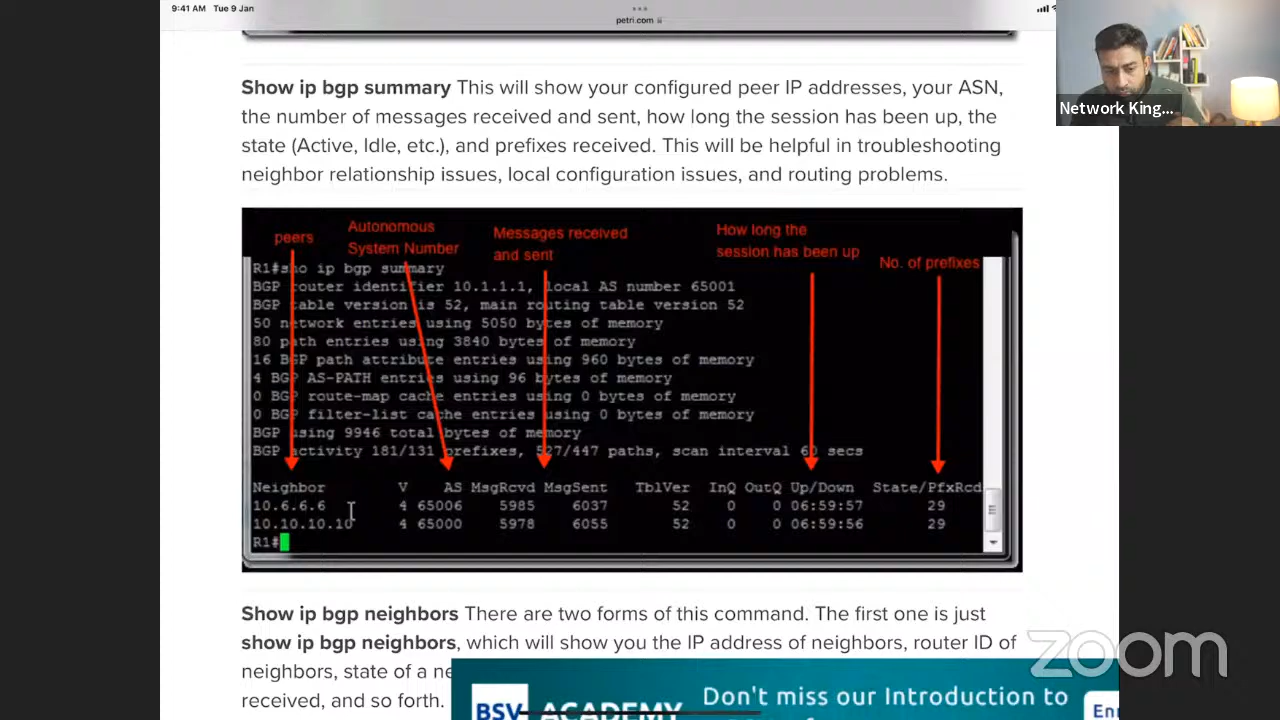 9:41 AM Tue 9 Jan
petri.com
Network King...
Show ip bgp summary This will show your configured peer IP addresses, your ASN,
the number of messages received and sent, how long the session has been up, the
state (Active, Idle, etc.), and prefixes received. This will be helpful in troubleshooting
neighbor relationship issues, local configuration issues, and routing problems.
peers
Autonomous
System Number
Messages received
and sent
How long the
session has been up
No. of prefixes
R1#sho ip bgp summary
BGP router identifier 10.1.1.1, local AS number 65001
BGP table version is 52, main routing table version 52
50 network entries using 5050 bytes of memory
80 path entries using 3840 bytes of memory
16 BGP path attribute entries using 960 bytes of memory
4 BGP AS-PATH entries using 96 bytes of memory
0 BGP route-map cache entries using 0 bytes of memory
0 BGP filter-list cache entries using 0 bytes of memory
BGP using 9946 total bytes of memory
BGP activity 181/131 prefixes, 527/447 paths, scan interval 60 secs
Neighbor V AS MsgRcvd MsgSent TblVer InQ OutQ Up/Down State/PfxRcd
10.6.6.6 4 65006 5985 6037 52 0 0 06:59:57 29
10.10.10.10 4 65000 5978 6055 52 0 0 06:59:56 29
R1#
Show ip bgp neighbors There are two forms of this command. The first one is just
show ip bgp neighbors, which will show you the IP address of neighbors, router ID of
neighbors, state of a ne
received, and so forth.
zoom
BSV ACADEMY
Don't miss our Introduction to
Enr